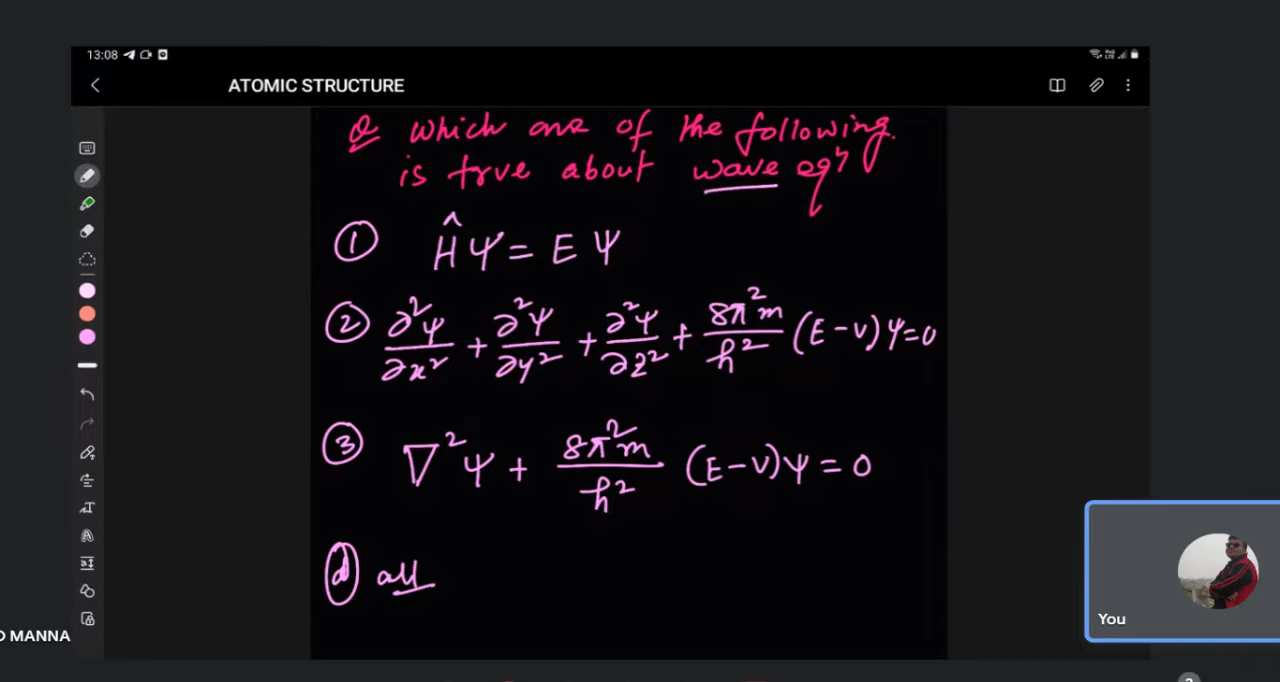 13:08
ATOMIC STRUCTURE
Q which one of the following
is true about wave eqⁿ
① Ĥψ = Eψ
② ∂²ψ/∂x² + ∂²ψ/∂y² + ∂²ψ/∂z² + 8π²m/h² (E-V)ψ=0
③ ∇²ψ + 8π²m/h² (E-V)ψ = 0
ⓓ all
You
O MANNA